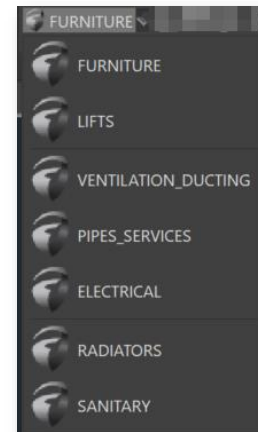 FURNITURE
FURNITURE
LIFTS
VENTILATION_DUCTING
PIPES_SERVICES
ELECTRICAL
RADIATORS
SANITARY